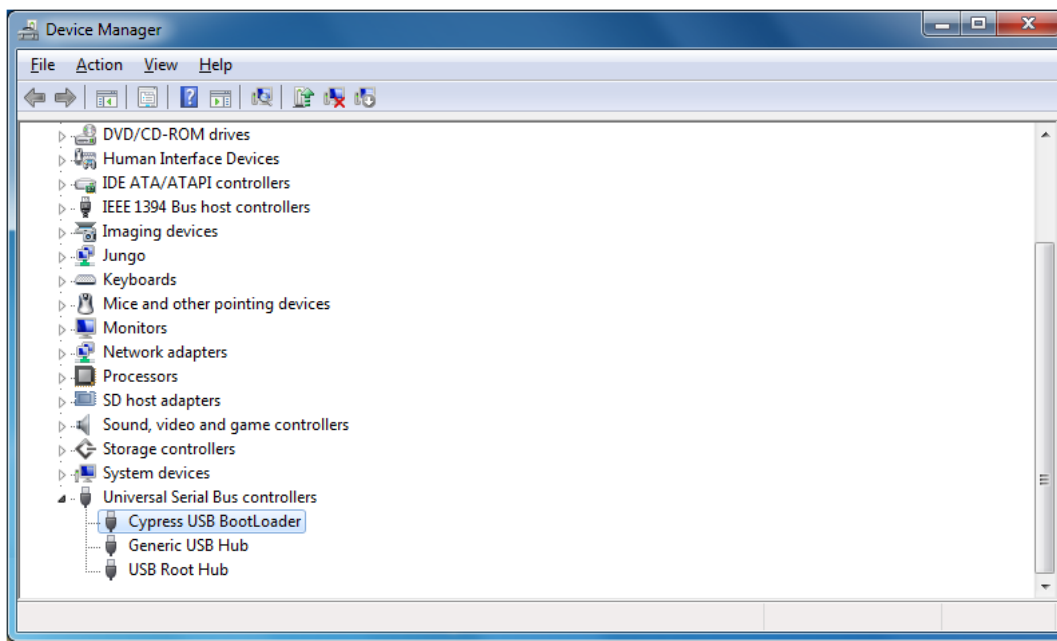 Device Manager
File Action View Help
DVD/CD-ROM drives
Human Interface Devices
IDE ATA/ATAPI controllers
IEEE 1394 Bus host controllers
Imaging devices
Jungo
Keyboards
Mice and other pointing devices
Monitors
Network adapters
Processors
SD host adapters
Sound, video and game controllers
Storage controllers
System devices
Universal Serial Bus controllers
Cypress USB BootLoader
Generic USB Hub
USB Root Hub